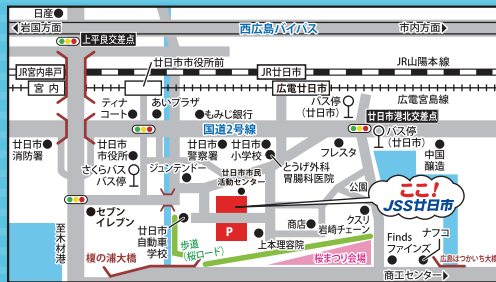 日産
◀岩国方面
西広島バイパス
市内方面▶
上平良交差点
JR宮内串戸
廿日市市役所前
JR廿日市
JR山陽本線
宮内
広電廿日市
広電宮島線
ティナ
コート
あいプラザ
もみじ銀行
バス停
(廿日市)
廿日市港北交差点
国道2号線
バス停
(廿日市)
廿日市
消防署
廿日市
市役所
廿日市
警察署
廿日市
小学校
フレスタ
中国
醸造
さくらバス
バス停
ジュンテンドー
とうげ外科
胃腸科医院
廿日市市民
活動センター
公園
ここ!
JSS廿日市
セブン
イレブン
クスリ
岩崎チェーン
商店
P
至木材港
廿日市
自動車
学校
歩道
(桜ロード)
上本理容院
桜まつり会場
Finds
ファインズ
ナフコ
榎の浦大橋
広島はつかいち大橋
商工センター▶